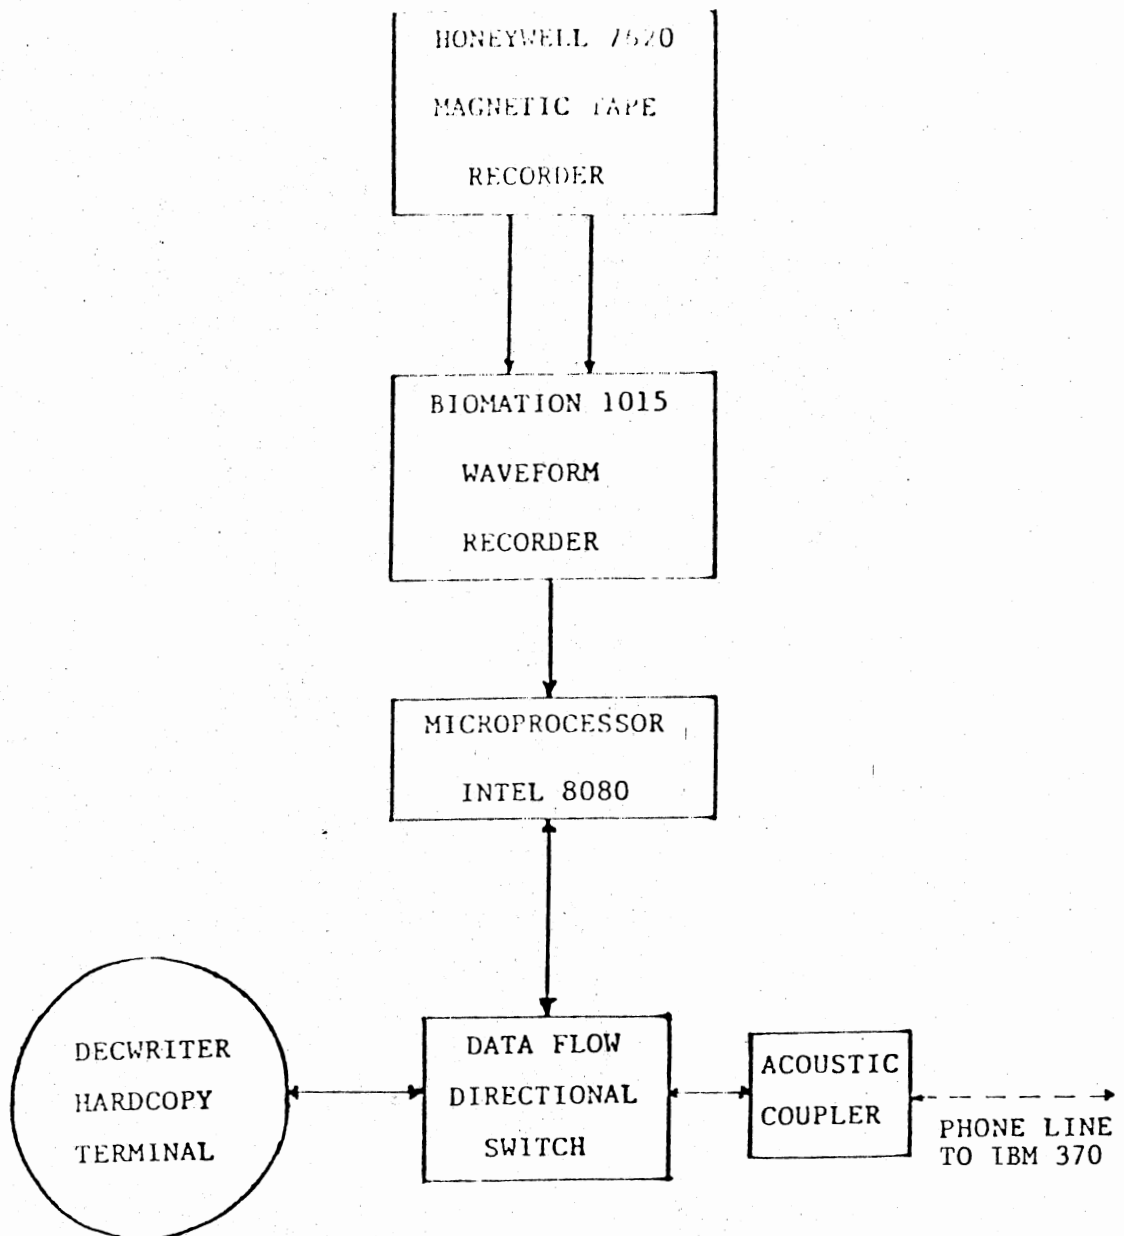 HONEYWELL 7620
MAGNETIC TAPE
RECORDER
BIOMATION 1015
WAVEFORM
RECORDER
MICROPROCESSOR
INTEL 8080
DATA FLOW
DIRECTIONAL
SWITCH
DECWRITER
HARDCOPY
TERMINAL
ACOUSTIC
COUPLER
PHONE LINE
TO IBM 370